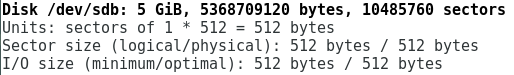 Disk /dev/sdb: 5 GiB, 5368709120 bytes, 10485760 sectors
Units: sectors of 1 * 512 = 512 bytes
Sector size (logical/physical): 512 bytes / 512 bytes
I/O size (minimum/optimal): 512 bytes / 512 bytes